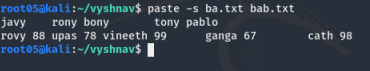 root05@kali:~/vyshnav$ paste -s ba.txt bab.txt
javy    rony bony       tony pablo
rovy 88 upas 78 vineeth 99      ganga 67        cath 98
root05@kali:~/vyshnav$